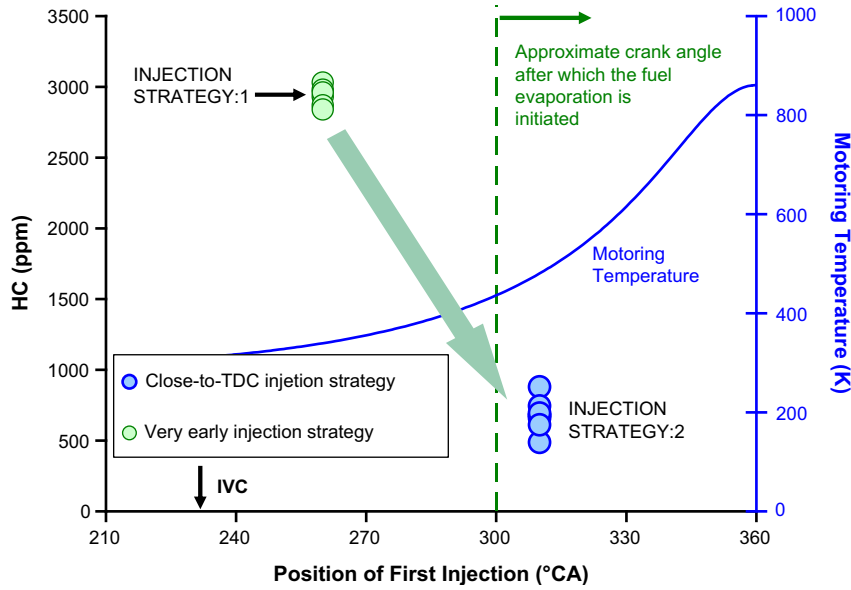 3500
3000
2500
2000
1500
1000
500
0
HC (ppm)
INJECTION
STRATEGY:1
Approximate crank angle
after which the fuel
evaporation is
initiated
Motoring
Temperature
Close-to-TDC injetion strategy
Very early injection strategy
INJECTION
STRATEGY:2
IVC
1000
800
600
400
200
0
Motoring Temperature (K)
210
240
270
300
330
360
Position of First Injection (°CA)